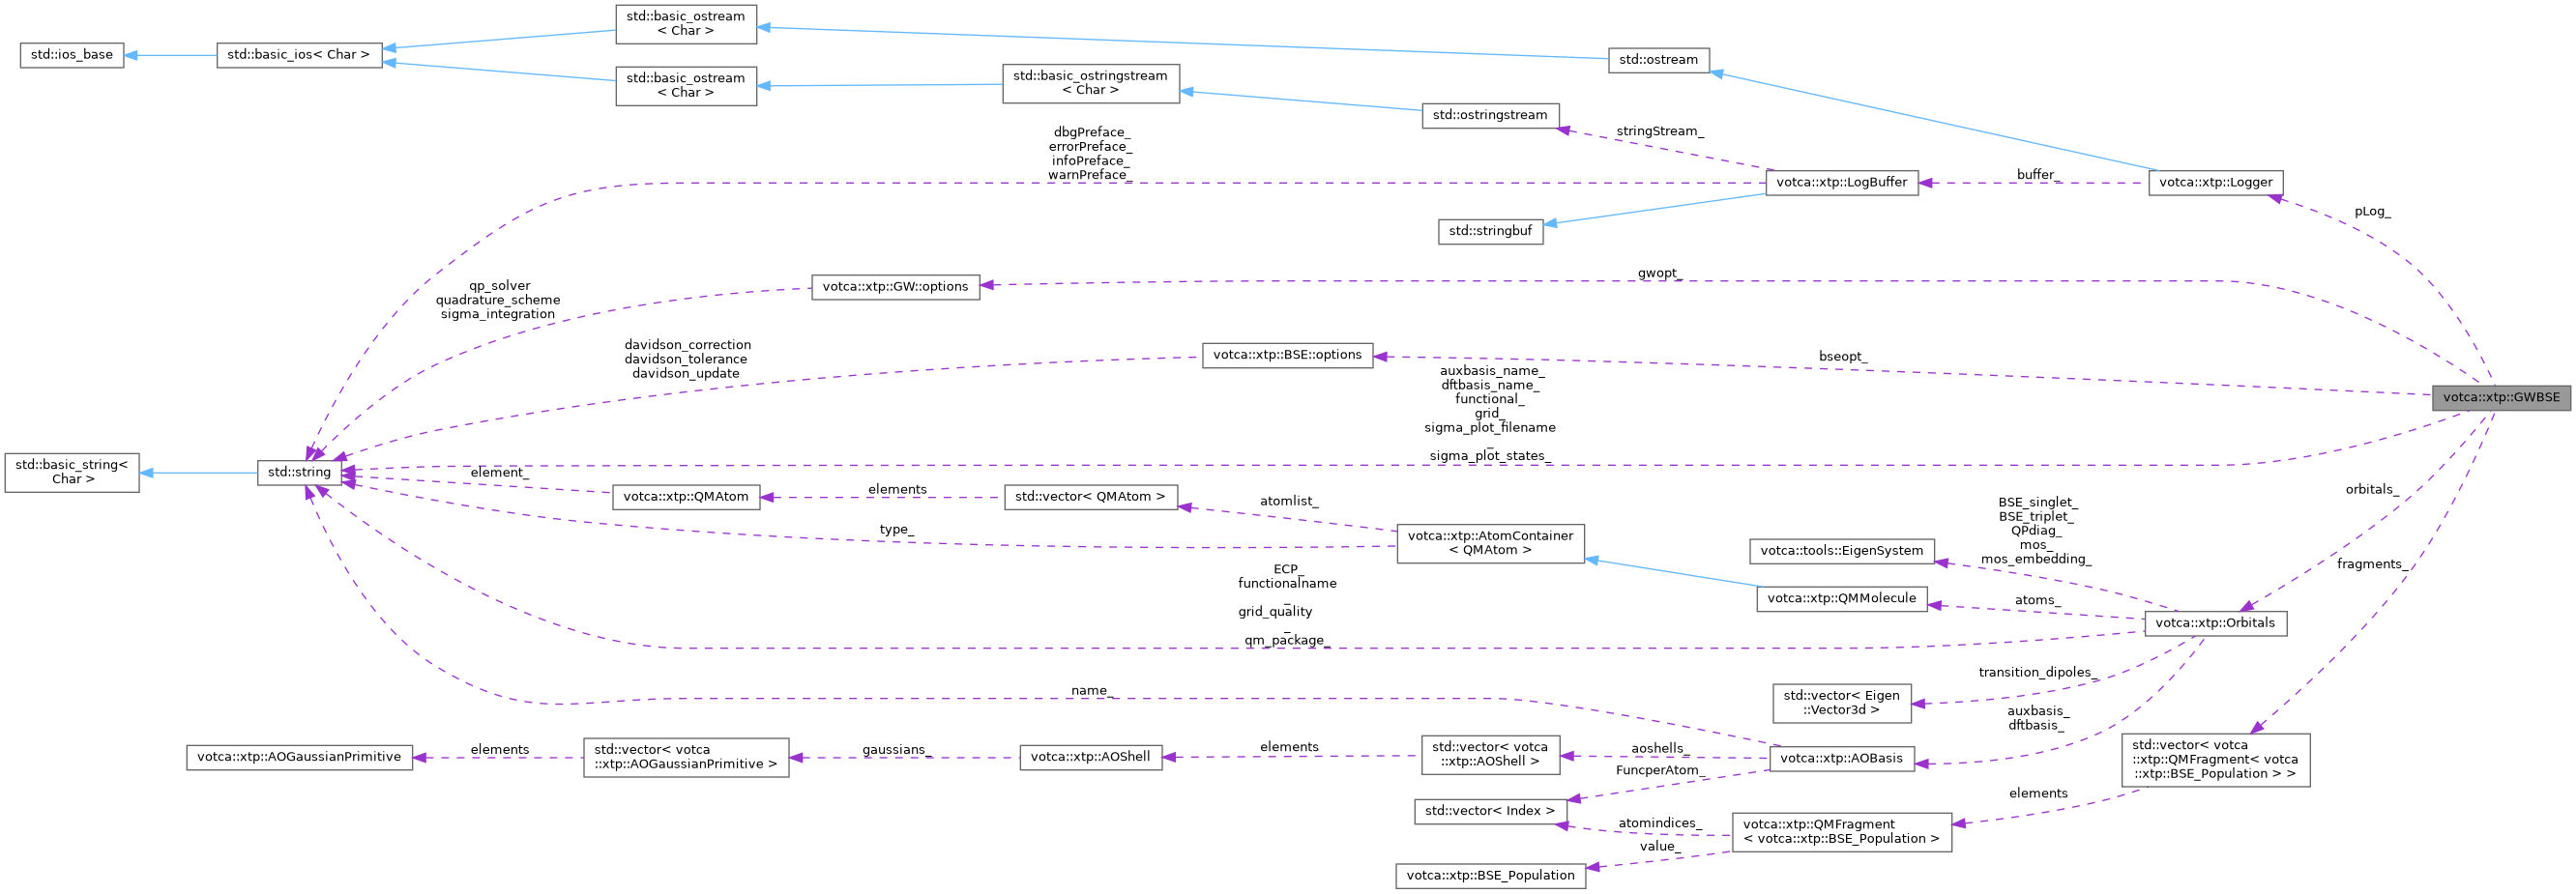 std::basic_ostream
< Char >
std::ios_base
std::basic_ios< Char >
std::ostream
std::basic_ostream
< Char >
std::basic_ostringstream
< Char >
std::ostringstream
stringStream_
dbgPreface_
errorPreface_
infoPreface_
warnPreface_
votca::xtp::LogBuffer
buffer_
votca::xtp::Logger
pLog_
std::stringbuf
gwopt_
votca::xtp::GW::options
qp_solver
quadrature_scheme
sigma_integration
davidson_correction
davidson_tolerance
davidson_update
votca::xtp::BSE::options
bseopt_
auxbasis_name_
dftbasis_name_
functional_
grid_
sigma_plot_filename
_
sigma_plot_states_
votca::xtp::GWBSE
std::basic_string<
Char >
std::string
element_
votca::xtp::QMAtom
elements
std::vector< QMAtom >
atomlist_
type_
votca::xtp::AtomContainer
< QMAtom >
orbitals_
BSE_singlet_
BSE_triplet_
QPdiag_
mos_
mos_embedding_
votca::tools::EigenSystem
fragments_
ECP_
functionalname
_
grid_quality
_
qm_package_
votca::xtp::QMMolecule
atoms_
votca::xtp::Orbitals
transition_dipoles_
std::vector< Eigen
::Vector3d >
name_
auxbasis_
dftbasis_
votca::xtp::AOGaussianPrimitive
elements
std::vector< votca
::xtp::AOGaussianPrimitive >
gaussians_
votca::xtp::AOShell
elements
std::vector< votca
::xtp::AOShell >
aoshells_
votca::xtp::AOBasis
std::vector< votca
::xtp::QMFragment< votca
::xtp::BSE_Population > >
FuncperAtom_
std::vector< Index >
elements
atomindices_
votca::xtp::QMFragment
< votca::xtp::BSE_Population >
value_
votca::xtp::BSE_Population